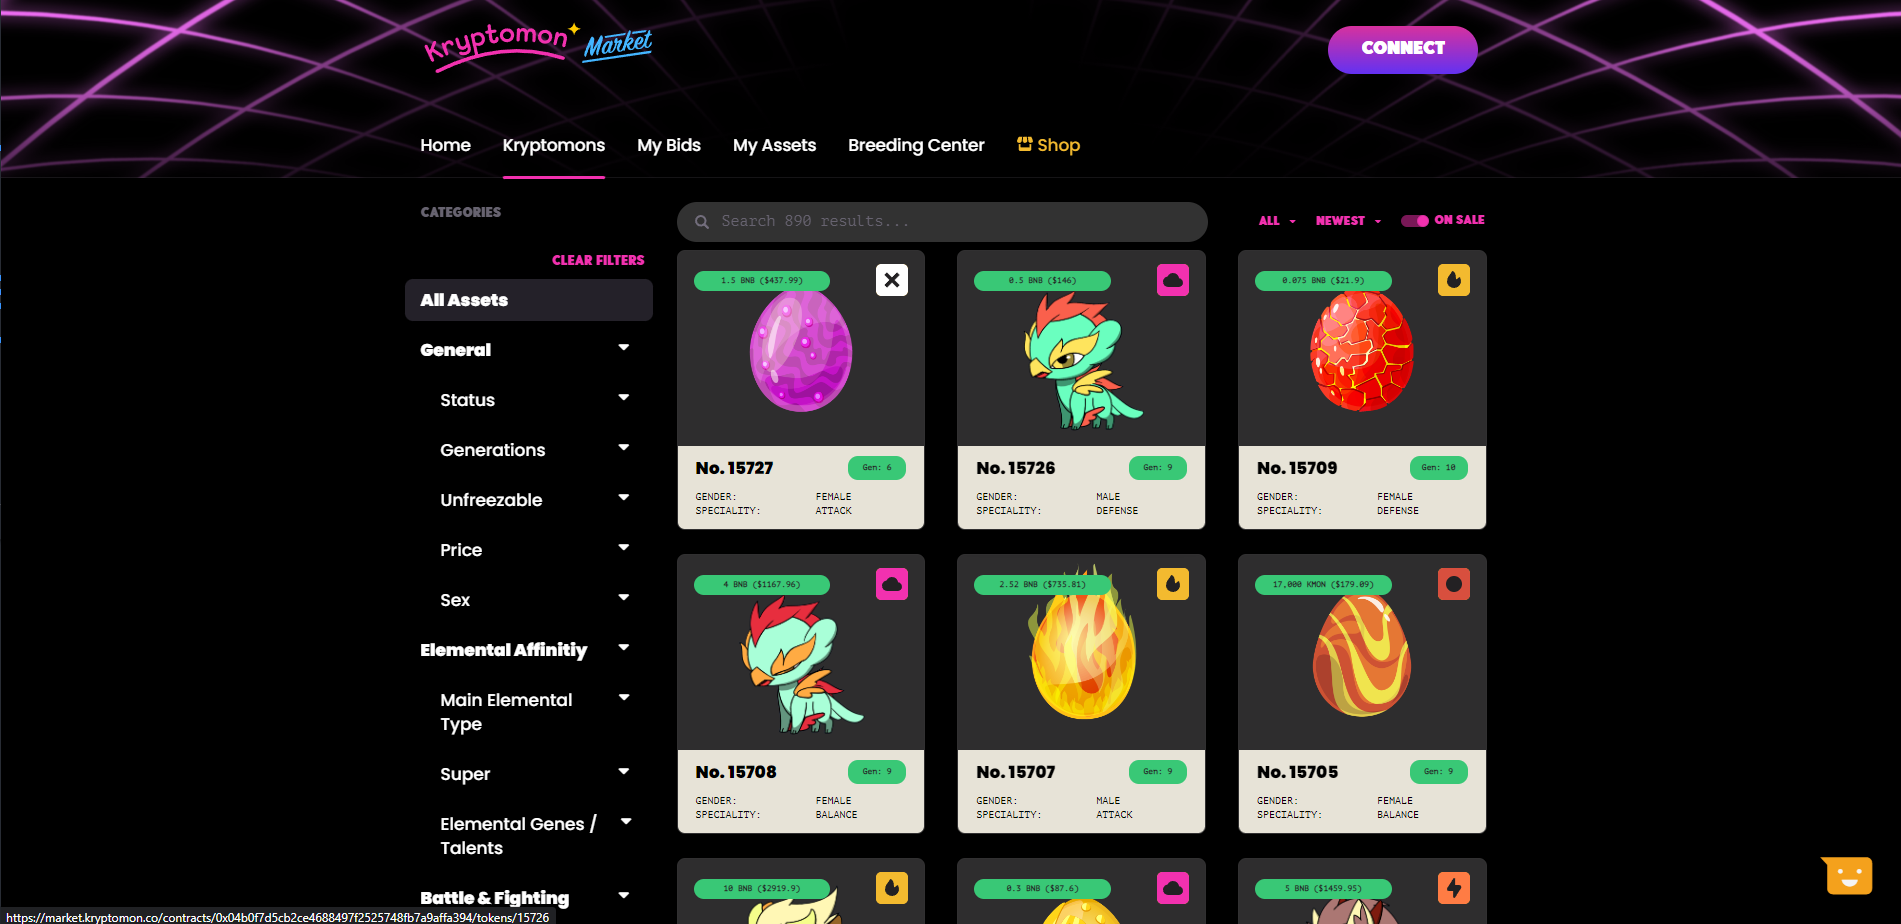 Kryptomon Market
CONNECT
Home Kryptomons My Bids My Assets Breeding Center Shop
CATEGORIES
CLEAR FILTERS
All Assets
General
Status
Generations
Unfreezable
Price
Sex
Elemental Affinitiy
Main Elemental
Type
Super
Elemental Genes /
Talents
Battle & Fighting
Search 890 results...
ALL NEWEST ON SALE
1.5 BNB ($437.99)
No. 15727 Gen: 6
GENDER: FEMALE
SPECIALITY: ATTACK
0.5 BNB ($146)
No. 15726 Gen: 9
GENDER: MALE
SPECIALITY: DEFENSE
0.075 BNB ($21.9)
No. 15709 Gen: 10
GENDER: FEMALE
SPECIALITY: DEFENSE
4 BNB ($1167.96)
No. 15708 Gen: 9
GENDER: FEMALE
SPECIALITY: BALANCE
2.52 BNB ($735.81)
No. 15707 Gen: 9
GENDER: MALE
SPECIALITY: ATTACK
17,000 KMON ($179.09)
No. 15705 Gen: 9
GENDER: FEMALE
SPECIALITY: BALANCE
10 BNB ($2919.9)
0.3 BNB ($87.6)
5 BNB ($1459.95)
https://market.kryptomon.co/contracts/0x04b0f7d5cb2ce4688497f2525748fb7a9affa394/tokens/15726